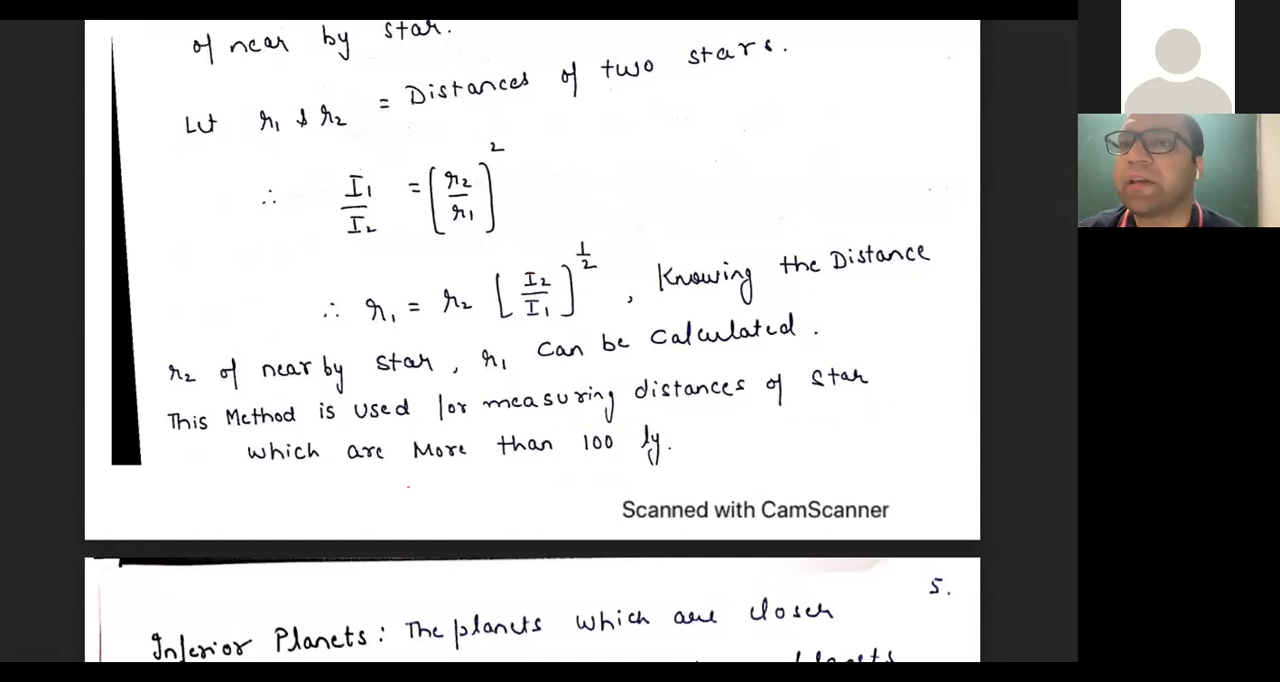 of near by star.
Let r₁ & r₂ = Distances of two stars.
∴ I₁/I₂ = [r₂/r₁]²
∴ r₁ = r₂ [I₂/I₁]^1/2, Knowing the Distance
r₂ of near by star, r₁ can be calculated.
This Method is used for measuring distances of star
which are More than 100 ly.
Scanned with CamScanner
5.
Inferior Planets: The planets which are closer
planets